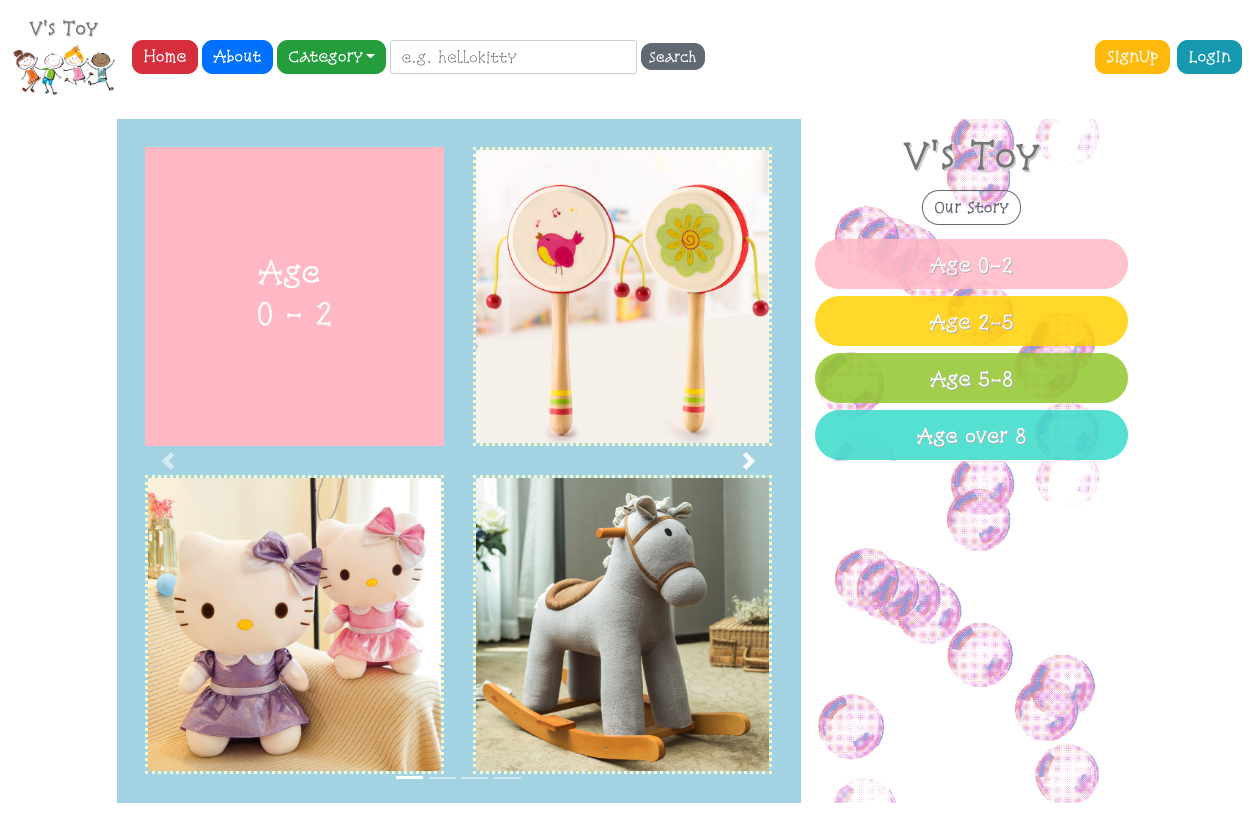 V's Toy
Home
About
Category
e.g. hellokitty
Search
SignUp
Login
Age
0 - 2
V's Toy
Our Story
Age 0-2
Age 2-5
Age 5-8
Age over 8